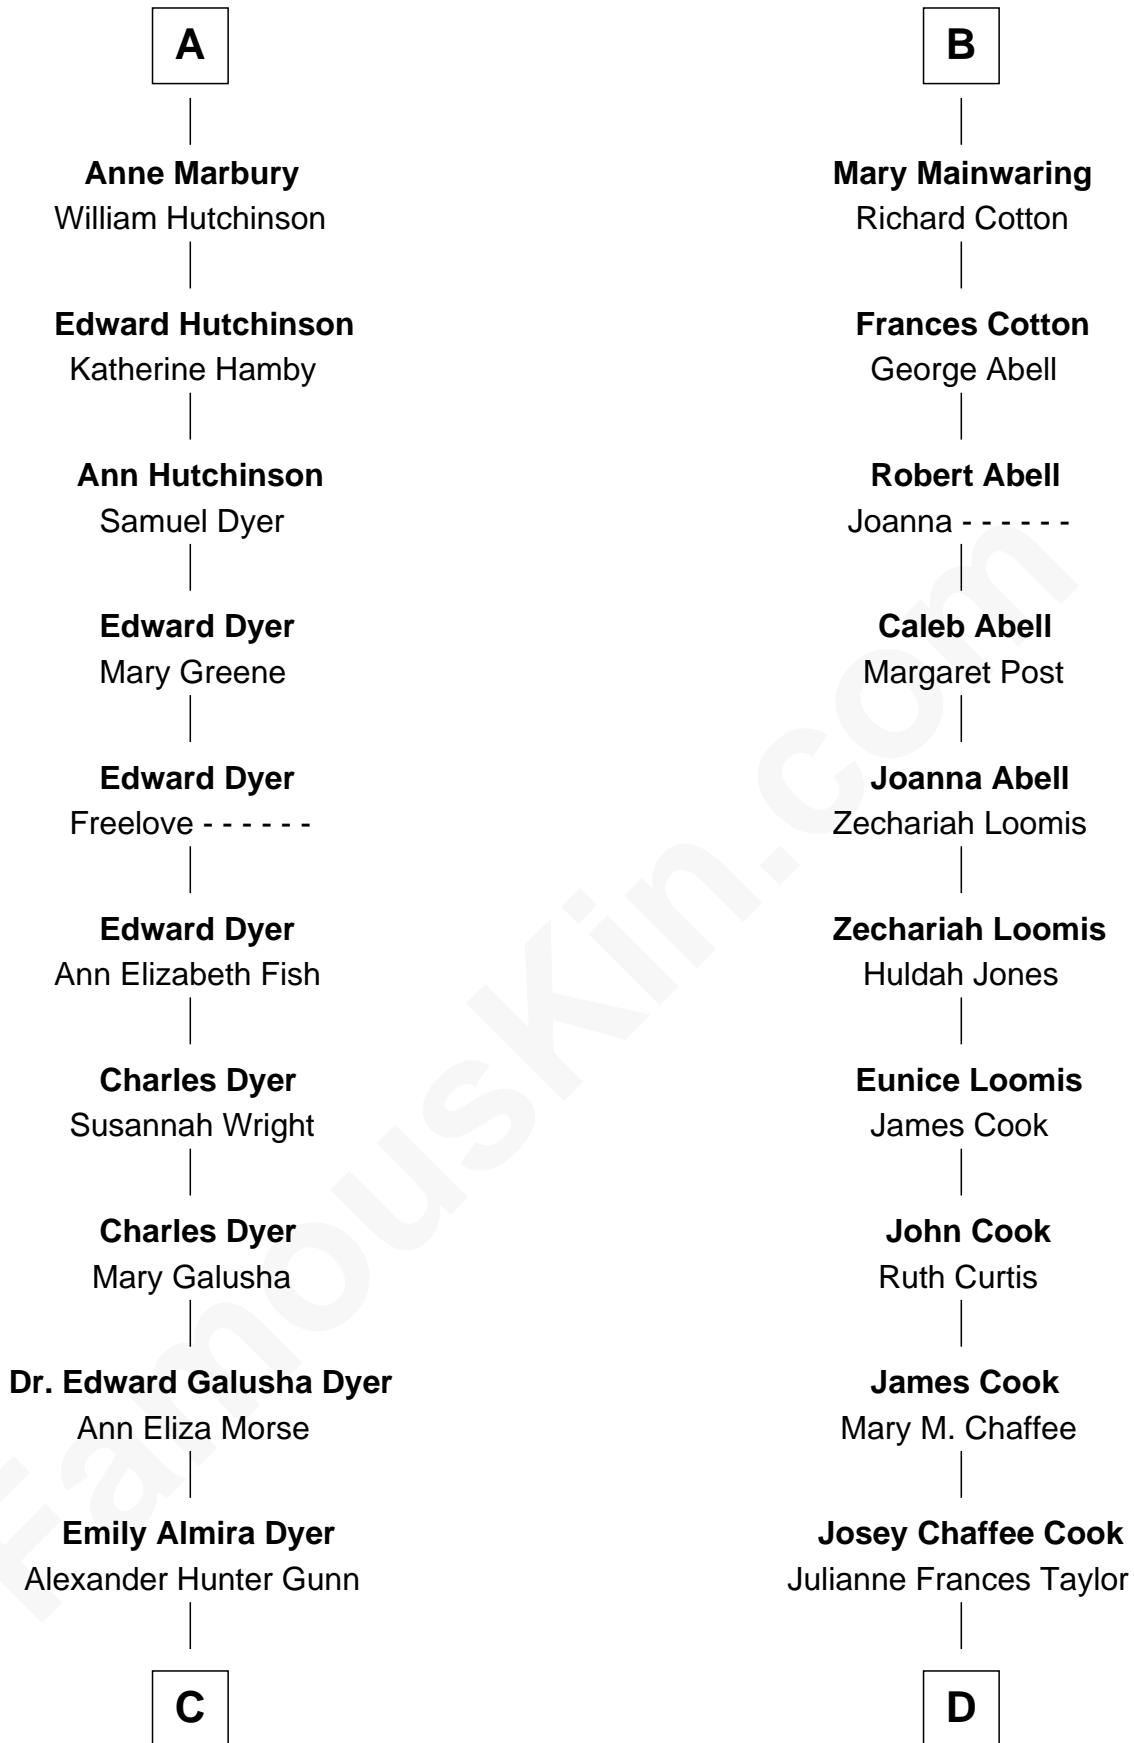 A
Anne Marbury
William Hutchinson
Edward Hutchinson
Katherine Hamby
Ann Hutchinson
Samuel Dyer
Edward Dyer
Mary Greene
Edward Dyer
Freelove - - - - - -
Edward Dyer
Ann Elizabeth Fish
Charles Dyer
Susannah Wright
Charles Dyer
Mary Galusha
Dr. Edward Galusha Dyer
Ann Eliza Morse
Emily Almira Dyer
Alexander Hunter Gunn
C
B
Mary Mainwaring
Richard Cotton
Frances Cotton
George Abell
Robert Abell
Joanna - - - - - -
Caleb Abell
Margaret Post
Joanna Abell
Zechariah Loomis
Zechariah Loomis
Huldah Jones
Eunice Loomis
James Cook
John Cook
Ruth Curtis
James Cook
Mary M. Chaffee
Josey Chaffee Cook
Julianne Frances Taylor
D
FamousKin.com